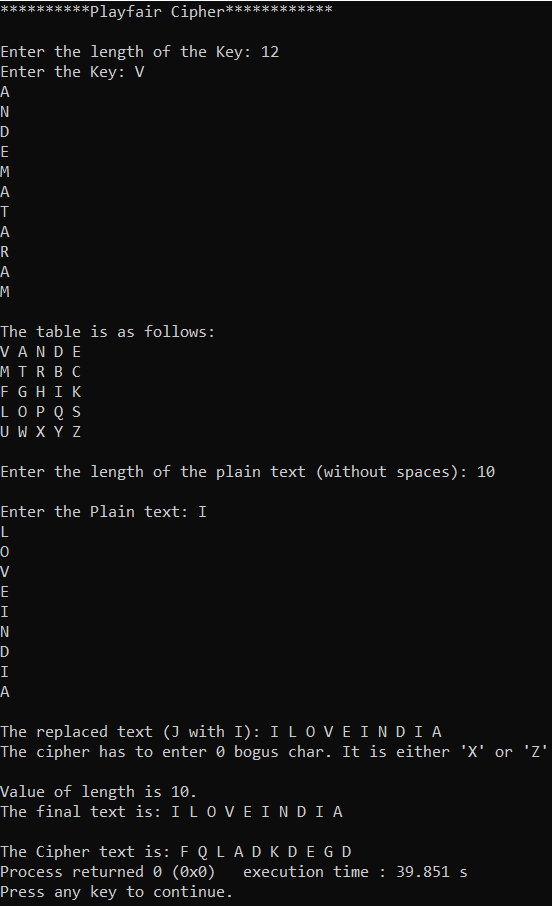 **********Playfair Cipher************
Enter the length of the Key: 12
Enter the Key: V
A
N
D
E
M
A
T
A
R
A
M
The table is as follows:
V A N D E
M T R B C
F G H I K
L O P Q S
U W X Y Z
Enter the length of the plain text (without spaces): 10
Enter the Plain text: I
L
O
V
E
I
N
D
I
A
The replaced text (J with I): I L O V E I N D I A
The cipher has to enter 0 bogus char. It is either 'X' or 'Z'
Value of length is 10.
The final text is: I L O V E I N D I A
The Cipher text is: F Q L A D K D E G D
Process returned 0 (0x0)   execution time : 39.851 s
Press any key to continue.